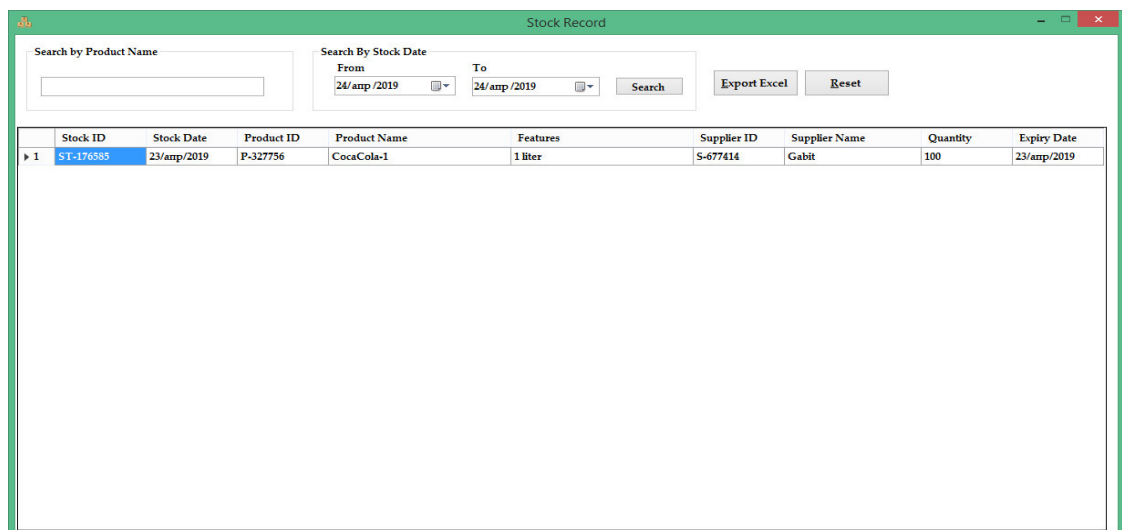 Stock Record
Search by Product Name
Search By Stock Date
From To
24/апр /2019 24/апр /2019 Search Export Excel Reset
Stock ID Stock Date Product ID Product Name Features Supplier ID Supplier Name Quantity Expiry Date
1 ST-176585 23/апр/2019 P-327756 CocaCola-1 1 liter S-677414 Gabit 100 23/апр/2019